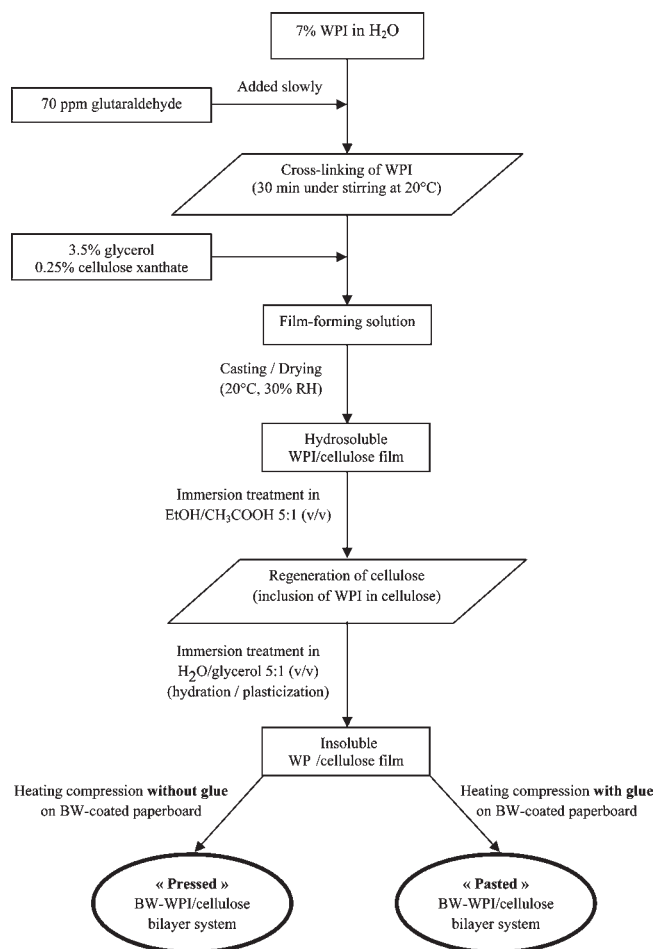 7% WPI in H₂O
Added slowly
70 ppm glutaraldehyde
Cross-linking of WPI
(30 min under stirring at 20°C)
3.5% glycerol
0.25% cellulose xanthate
Film-forming solution
Casting / Drying
(20°C, 30% RH)
Hydrosoluble
WPI/cellulose film
Immersion treatment in
EtOH/CH₃COOH 5:1 (v/v)
Regeneration of cellulose
(inclusion of WPI in cellulose)
Immersion treatment in
H₂O/glycerol 5:1 (v/v)
(hydration / plasticization)
Insoluble
WP /cellulose film
Heating compression without glue
on BW-coated paperboard
Heating compression with glue
on BW-coated paperboard
« Pressed »
BW-WPI/cellulose
bilayer system
« Pasted »
BW-WPI/cellulose
bilayer system